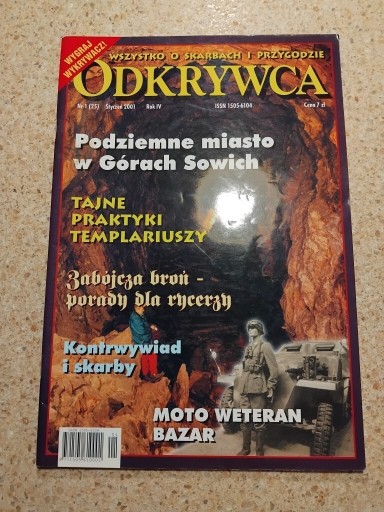 WYGRAJ
WYKRYWACZ!
WSZYSTKO O SKARBACH I PRZYGODZIE
ODKRYWCA
Nr 1 (25) Styczeń 2001 Rok IV ISSN 1505-6104 Cena 7 zł
Podziemne miasto
w Górach Sowich
TAJNE
PRAKTYKI
TEMPLARIUSZY
Zabójcza broń -
porady dla rycerzy
Kontrwywiad
i skarby
MOTO WETERAN
BAZAR
01